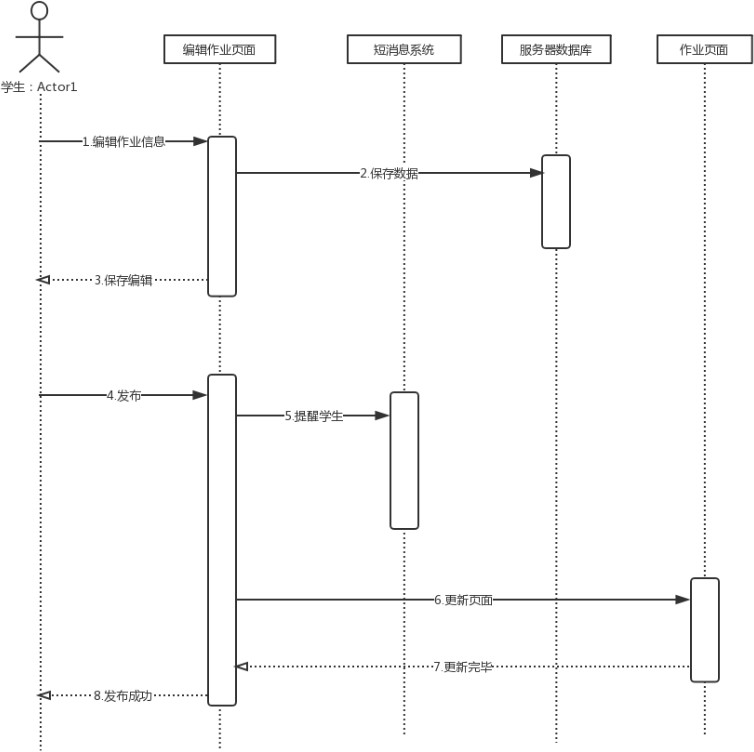 编辑作业页面
短消息系统
服务器数据库
作业页面
学生：Actor1
1.编辑作业信息
2.保存数据
3.保存编辑
4.发布
5.提醒学生
6.更新页面
7.更新完毕
8.发布成功